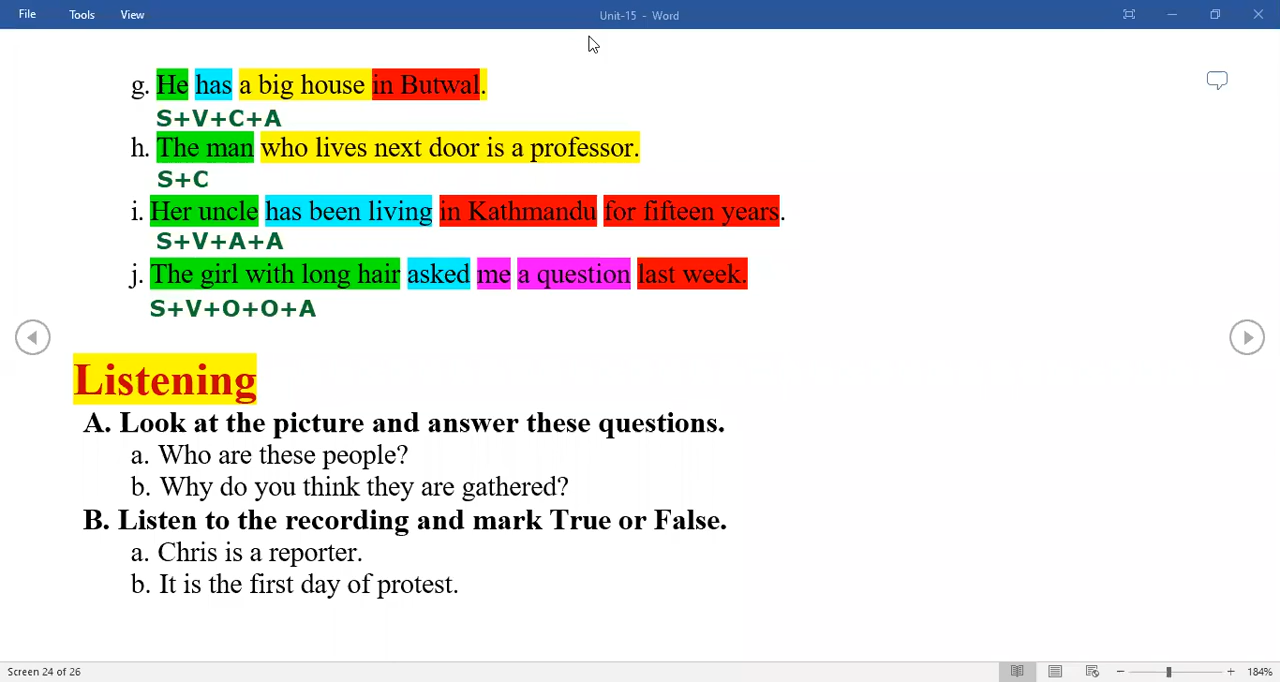 File Tools View Unit-15 - Word
g. He has a big house in Butwal.
S+V+C+A
h. The man who lives next door is a professor.
S+C
i. Her uncle has been living in Kathmandu for fifteen years.
S+V+A+A
j. The girl with long hair asked me a question last week.
S+V+O+O+A
Listening
A. Look at the picture and answer these questions.
a. Who are these people?
b. Why do you think they are gathered?
B. Listen to the recording and mark True or False.
a. Chris is a reporter.
b. It is the first day of protest.
Screen 24 of 26 184%